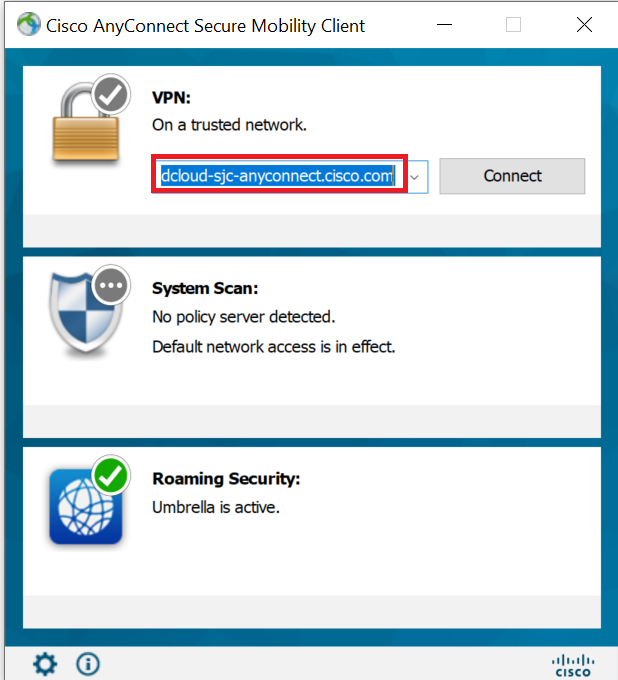 Cisco AnyConnect Secure Mobility Client
VPN:
On a trusted network.
dcloud-sjc-anyconnect.cisco.com
Connect
System Scan:
No policy server detected.
Default network access is in effect.
Roaming Security:
Umbrella is active.
CISCO